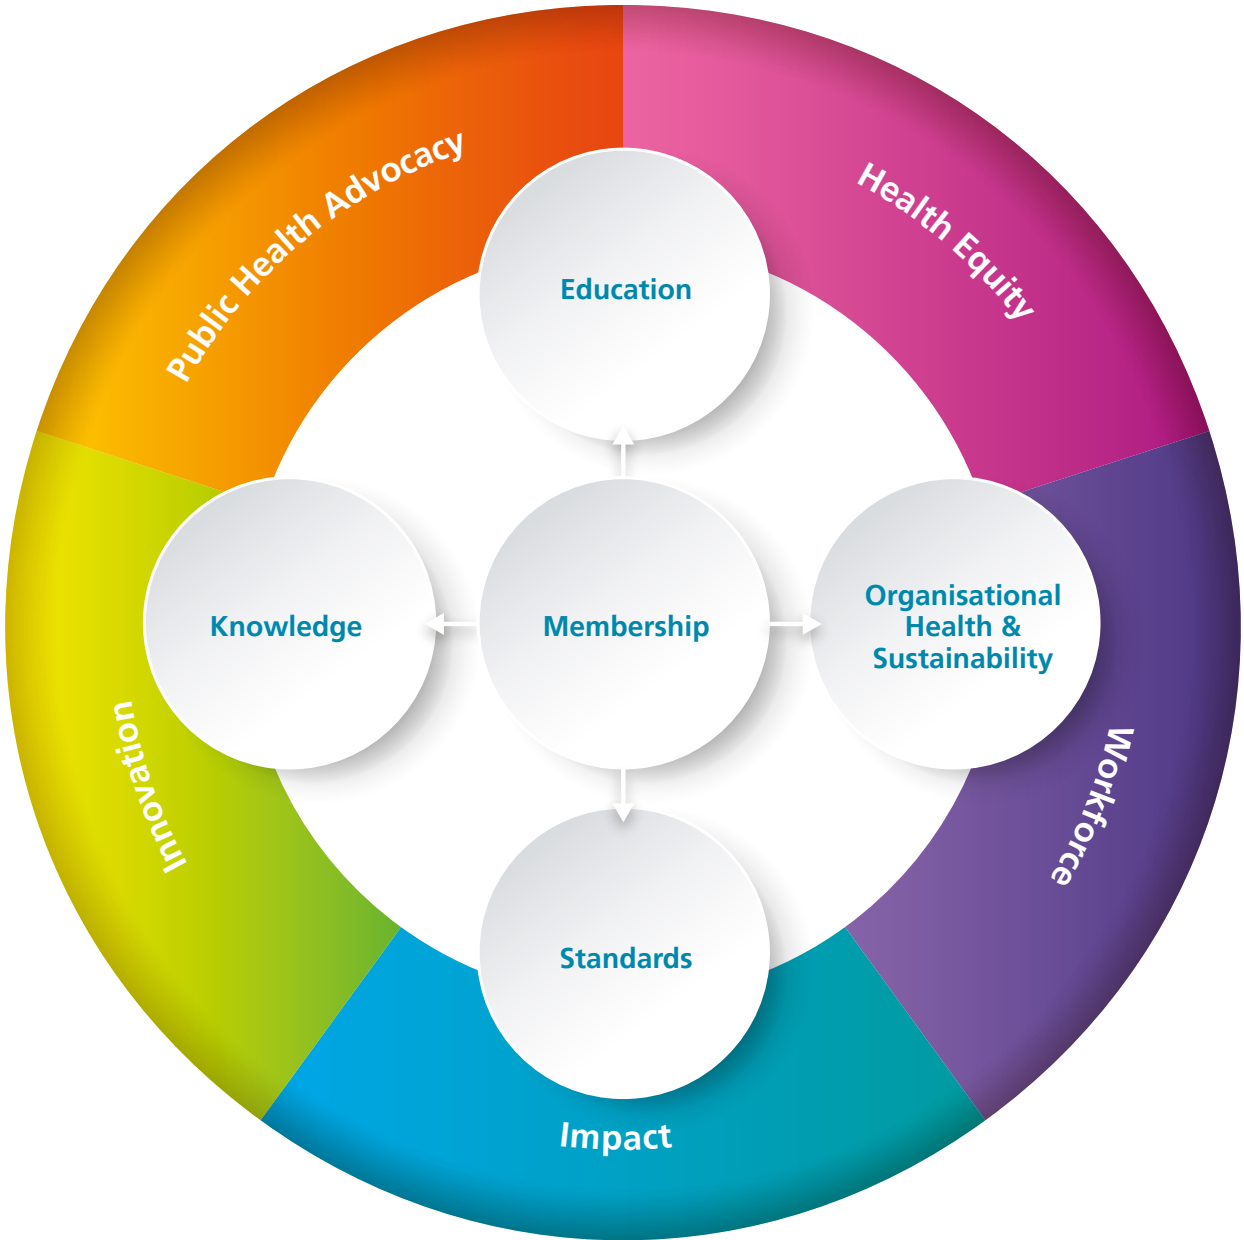 Public Health Advocacy
Health Equity
Education
Knowledge
Membership
Organisational
Health &
Sustainability
Innovation
Workforce
Standards
Impact